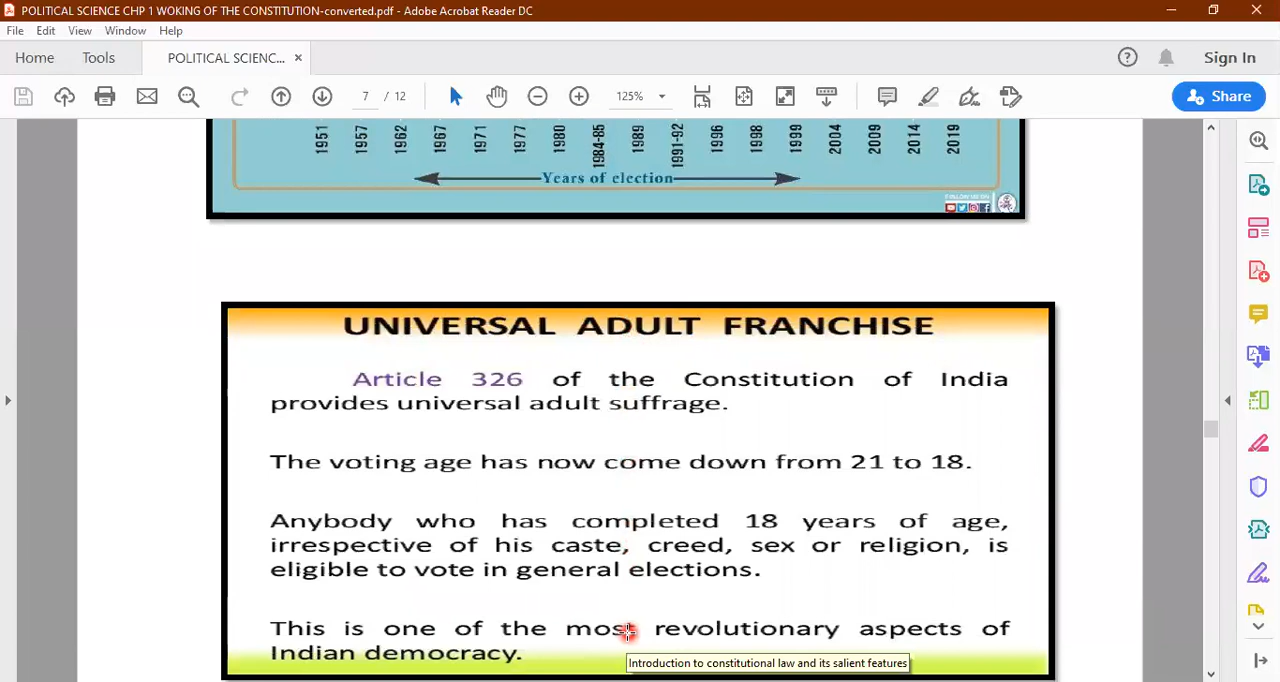 POLITICAL SCIENCE CHP 1 WOKING OF THE CONSTITUTION-converted.pdf - Adobe Acrobat Reader DC
File Edit View Window Help
Home Tools POLITICAL SCIENC... × Sign In
7 / 12 125% Share
1951 1957 1962 1967 1971 1977 1980 1984-85 1989 1991-92 1996 1998 1999 2004 2009 2014 2019
Years of election
UNIVERSAL ADULT FRANCHISE
Article 326 of the Constitution of India
provides universal adult suffrage.
The voting age has now come down from 21 to 18.
Anybody who has completed 18 years of age,
irrespective of his caste, creed, sex or religion, is
eligible to vote in general elections.
This is one of the most revolutionary aspects of
Indian democracy.
Introduction to constitutional law and its salient features